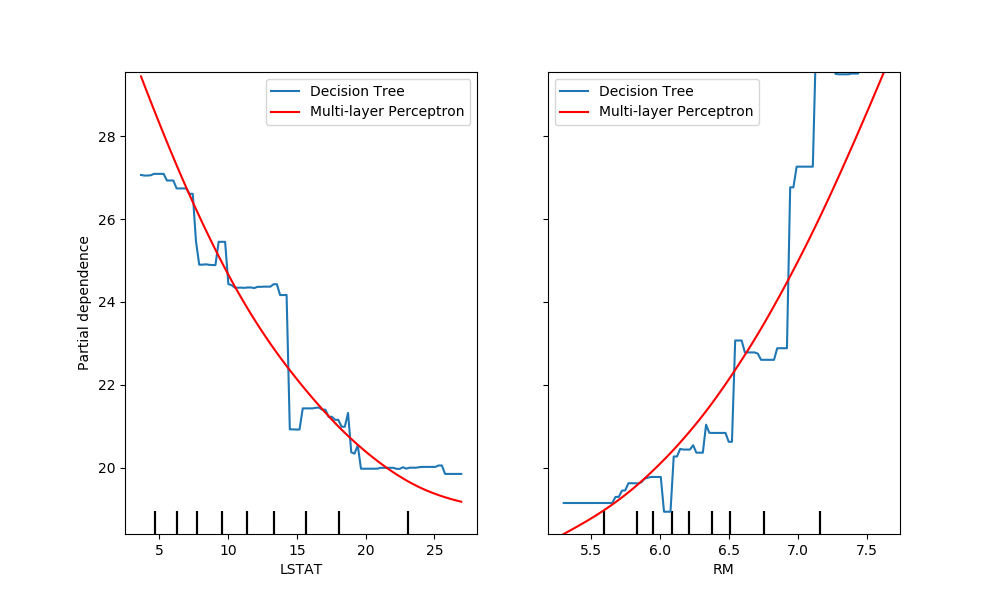 Decision Tree
Multi-layer Perceptron
Decision Tree
Multi-layer Perceptron
Partial dependence
28
26
24
22
20
5 10 15 20 25
LSTAT
5.5 6.0 6.5 7.0 7.5
RM